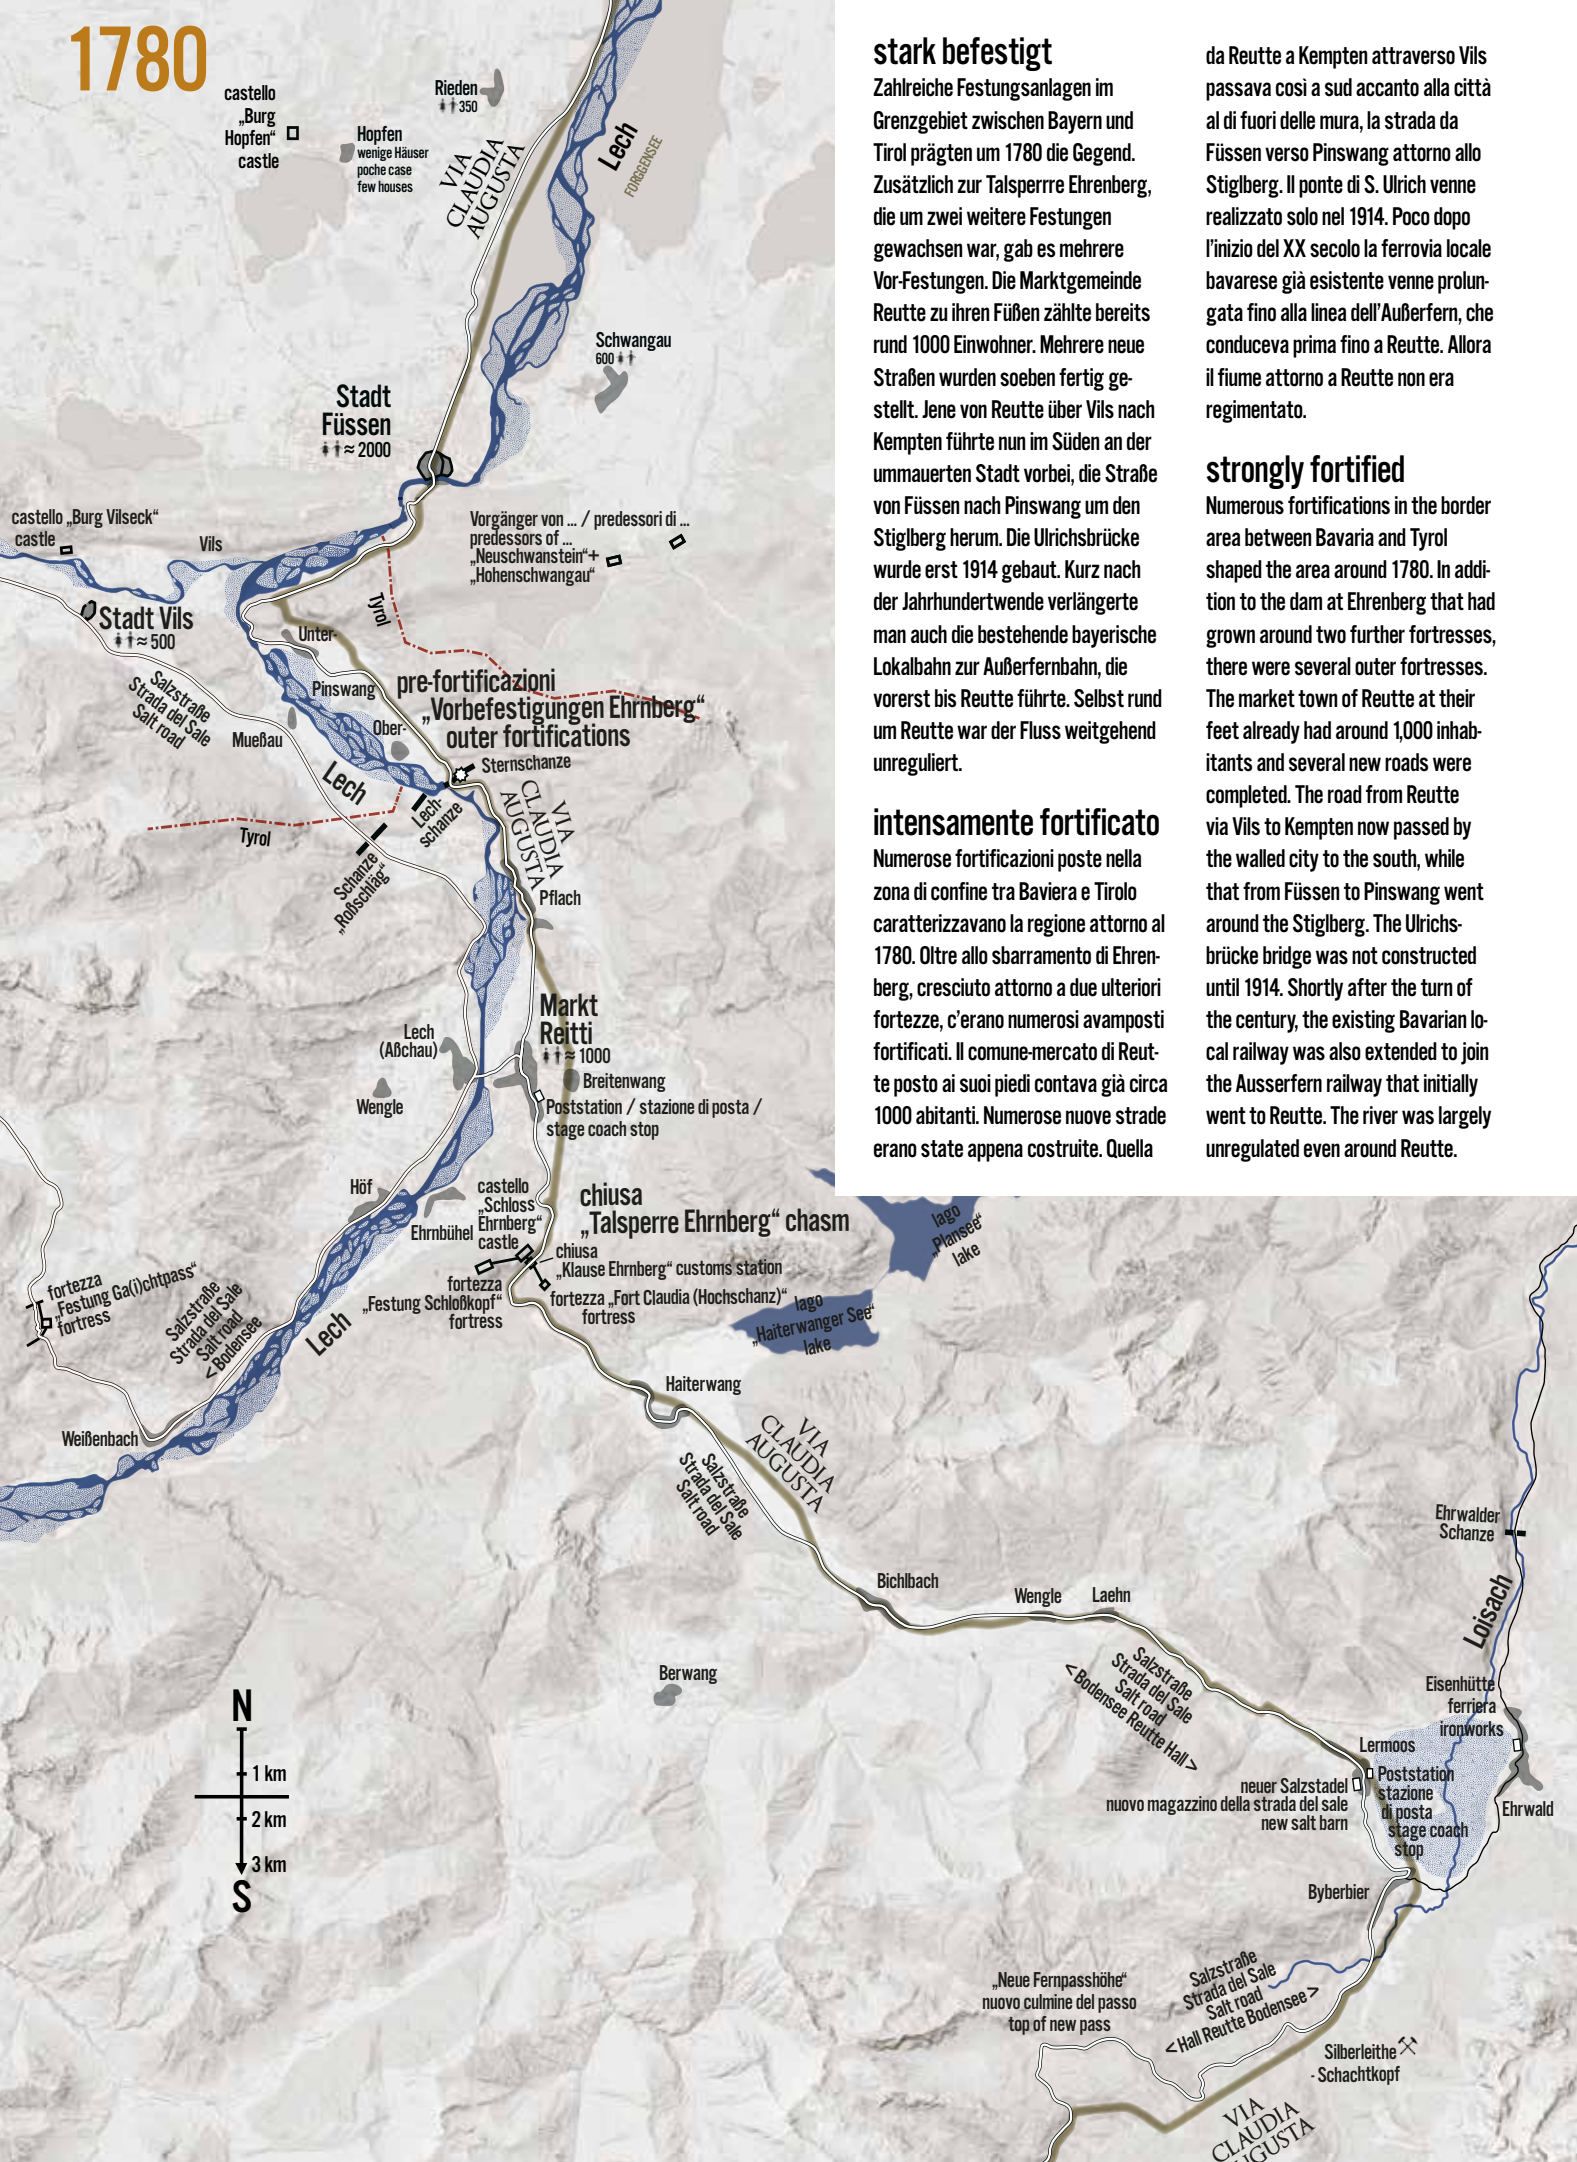 1780
castello
„Burg
Hopfen“
castle
Rieden
350
Hopfen
wenige Häuser
poche case
few houses
VIA
CLAUDIA
AUGUSTA
Lech
FORGGENSEE
Schwangau
600
Stadt
Füssen
≈ 2000
castello „Burg Vilseck“
castle
Vils
Vorgänger von ... / predessori di ...
predessors of ...
„Neuschwanstein“+
„Hohenschwangau“
Tyrol
Stadt Vils
≈ 500
Unter-
Pinswang
Ober-
Salzstraße
Strada del Sale
Salt road
Mueßau
pre-fortificazioni
„Vorbefestigungen Ehrnberg“
outer fortifications
Sternschanze
Lech
Lech-
schanze
VIA
CLAUDIA
AUGUSTA
Tyrol
Schanze
„Roßschläg“
Pflach
Markt
Reitti
≈ 1000
Lech
(Aßchau)
Breitenwang
Wengle
Poststation / stazione di posta /
stage coach stop
Höf
Ehrnbühel
castello
„Schloss
Ehrnberg“
castle
chiusa
„Talsperre Ehrnberg“ chasm
chiusa
„Klause Ehrnberg“ customs station
fortezza
„Festung Schloßkopf“
fortress
fortezza „Fort Claudia (Hochschanz)“
fortress
lago
„Plansee“
lake
lago
„Haiterwanger See“
lake
fortezza
„Festung Ga(i)chtpass“
fortress
Salzstraße
Strada del Sale
Salt road
< Bodensee
Lech
Weißenbach
Haiterwang
VIA
CLAUDIA
AUGUSTA
Salzstraße
Strada del Sale
Salt road
Bichlbach
Wengle
Laehn
Ehrwalder
Schanze
Loisach
Berwang
Salzstraße
Strada del Sale
Salt road
< Bodensee Reutte Hall >
Eisenhütte
ferriera
ironworks
Lermoos
Poststation
stazione
di posta
stage coach
stop
neuer Salzstadel
nuovo magazzino della strada del sale
new salt barn
Ehrwald
Byberbier
N
1 km
2 km
3 km
S
„Neue Fernpasshöhe“
nuovo culmine del passo
top of new pass
Salzstraße
Strada del Sale
Salt road
< Hall Reutte Bodensee >
Silberleithe
- Schachtkopf
VIA
CLAUDIA
AUGUSTA
stark befestigt
Zahlreiche Festungsanlagen im
Grenzgebiet zwischen Bayern und
Tirol prägten um 1780 die Gegend.
Zusätzlich zur Talsperrre Ehrenberg,
die um zwei weitere Festungen
gewachsen war, gab es mehrere
Vor-Festungen. Die Marktgemeinde
Reutte zu ihren Füßen zählte bereits
rund 1000 Einwohner. Mehrere neue
Straßen wurden soeben fertig ge-
stellt. Jene von Reutte über Vils nach
Kempten führte nun im Süden an der
ummauerten Stadt vorbei, die Straße
von Füssen nach Pinswang um den
Stiglberg herum. Die Ulrichsbrücke
wurde erst 1914 gebaut. Kurz nach
der Jahrhundertwende verlängerte
man auch die bestehende bayerische
Lokalbahn zur Außerfernbahn, die
vorerst bis Reutte führte. Selbst rund
um Reutte war der Fluss weitgehend
unreguliert.
intensamente fortificato
Numerose fortificazioni poste nella
zona di confine tra Baviera e Tirolo
caratterizzavano la regione attorno al
1780. Oltre allo sbarramento di Ehren-
berg, cresciuto attorno a due ulteriori
fortezze, c’erano numerosi avamposti
fortificati. Il comune-mercato di Reut-
te posto ai suoi piedi contava già circa
1000 abitanti. Numerose nuove strade
erano state appena costruite. Quella
da Reutte a Kempten attraverso Vils
passava così a sud accanto alla città
al di fuori delle mura, la strada da
Füssen verso Pinswang attorno allo
Stiglberg. Il ponte di S. Ulrich venne
realizzato solo nel 1914. Poco dopo
l’inizio del XX secolo la ferrovia locale
bavarese già esistente venne prolun-
gata fino alla linea dell’Außerfern, che
conduceva prima fino a Reutte. Allora
il fiume attorno a Reutte non era
regimentato.
strongly fortified
Numerous fortifications in the border
area between Bavaria and Tyrol
shaped the area around 1780. In addi-
tion to the dam at Ehrenberg that had
grown around two further fortresses,
there were several outer fortresses.
The market town of Reutte at their
feet already had around 1,000 inhab-
itants and several new roads were
completed. The road from Reutte
via Vils to Kempten now passed by
the walled city to the south, while
that from Füssen to Pinswang went
around the Stiglberg. The Ulrichs-
brücke bridge was not constructed
until 1914. Shortly after the turn of
the century, the existing Bavarian lo-
cal railway was also extended to join
the Ausserfern railway that initially
went to Reutte. The river was largely
unregulated even around Reutte.